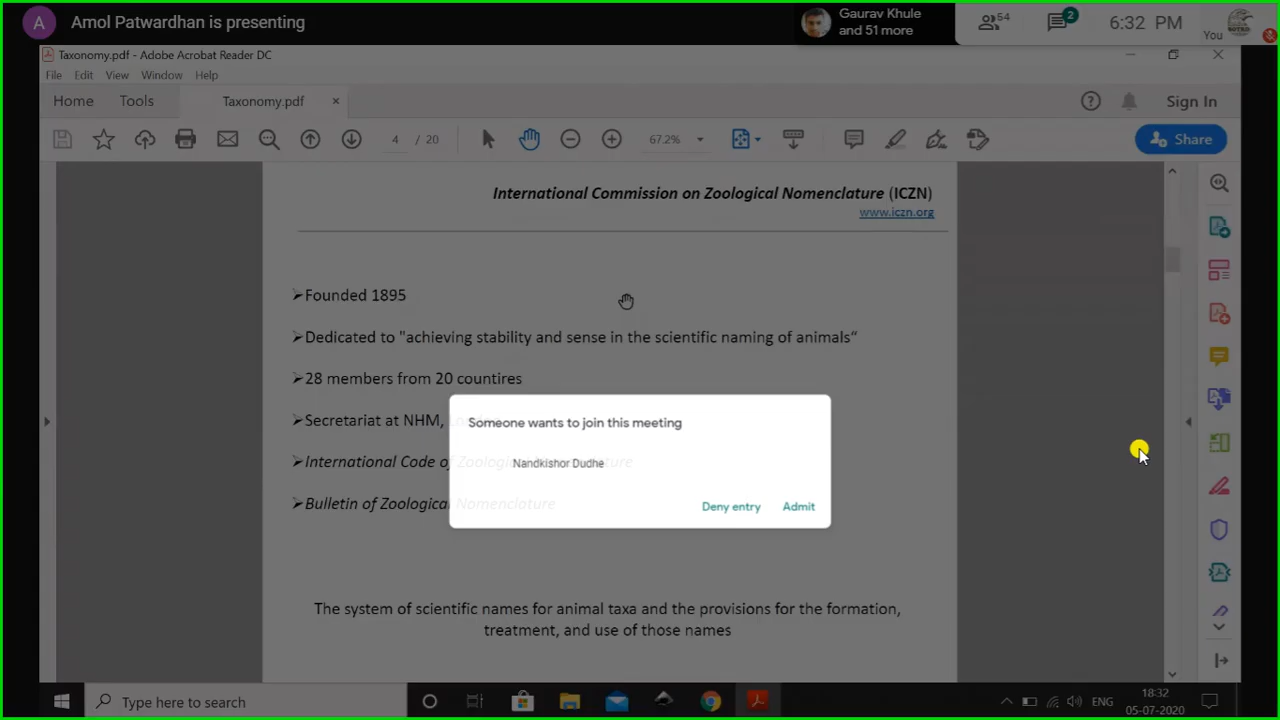 A
Amol Patwardhan is presenting
Gaurav Khule
and 51 more
54
2
6:32 PM
You
Taxonomy.pdf - Adobe Acrobat Reader DC
File Edit View Window Help
Home Tools Taxonomy.pdf ×
Sign In
4 / 20
67.2%
Share
International Commission on Zoological Nomenclature (ICZN)
www.iczn.org
➢Founded 1895
➢Dedicated to "achieving stability and sense in the scientific naming of animals“
➢28 members from 20 countires
➢Secretariat at NHM, London
➢International Code of Zoological Nomenclature
➢Bulletin of Zoological Nomenclature
Someone wants to join this meeting
Nandkishor Dudhe
Deny entry Admit
The system of scientific names for animal taxa and the provisions for the formation,
treatment, and use of those names
Type here to search
ENG
18:32
05-07-2020